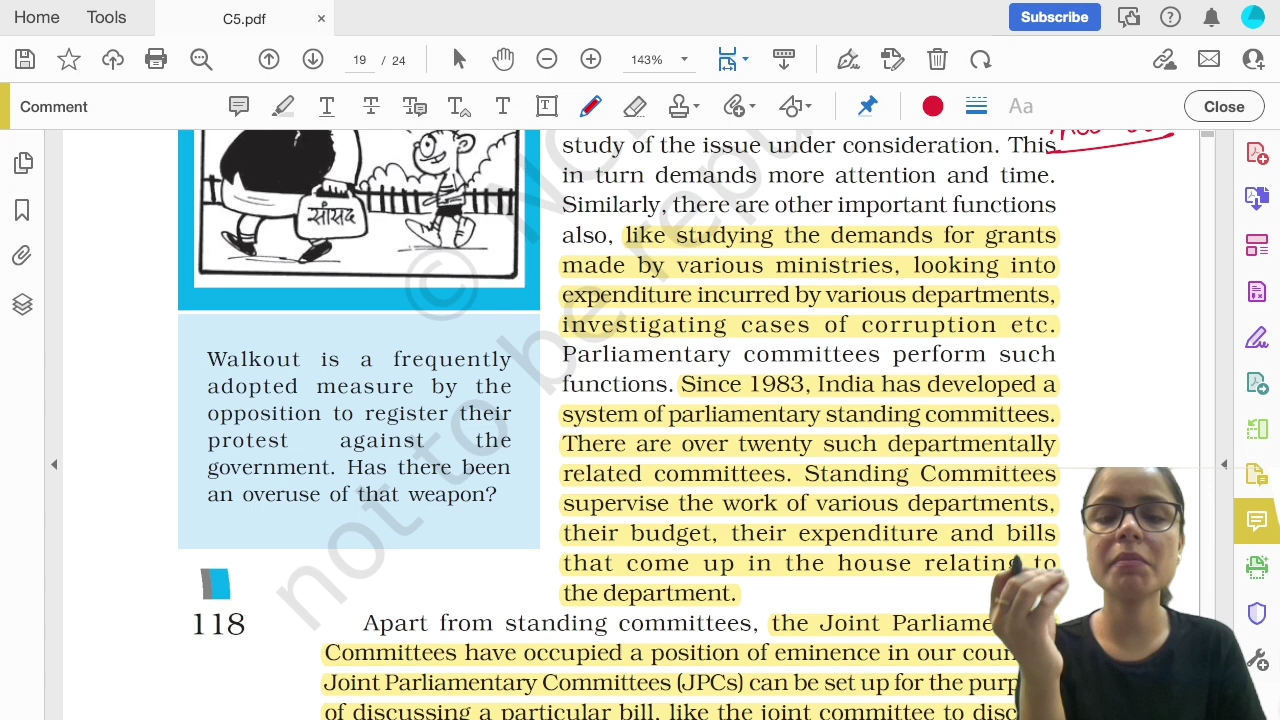 Home Tools C5.pdf × Subscribe
19 / 24 143%
Comment Aa Close
study of the issue under consideration. This
in turn demands more attention and time.
Similarly, there are other important functions
also, like studying the demands for grants
made by various ministries, looking into
expenditure incurred by various departments,
investigating cases of corruption etc.
Parliamentary committees perform such
functions. Since 1983, India has developed a
system of parliamentary standing committees.
There are over twenty such departmentally
related committees. Standing Committees
supervise the work of various departments,
their budget, their expenditure and bills
that come up in the house relating to
the department.
सांसद
Walkout is a frequently
adopted measure by the
opposition to register their
protest against the
government. Has there been
an overuse of that weapon?
118
Apart from standing committees, the Joint
Committees have occupied a position of eminence in our
Joint Parliamentary Committees (JPCs) can be set up for the
of discussing a particular bill, like the joint committee to
not to be